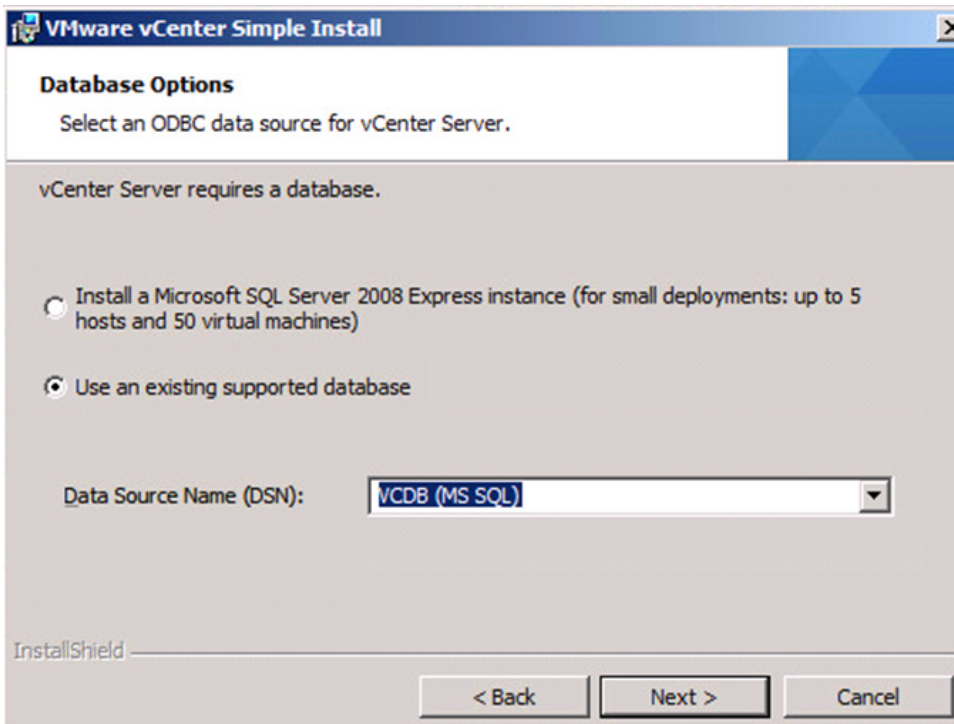 VMware vCenter Simple Install
Database Options
Select an ODBC data source for vCenter Server.
vCenter Server requires a database.
Install a Microsoft SQL Server 2008 Express instance (for small deployments: up to 5
hosts and 50 virtual machines)
Use an existing supported database
Data Source Name (DSN):
VCDB (MS SQL)
InstallShield
< Back
Next >
Cancel